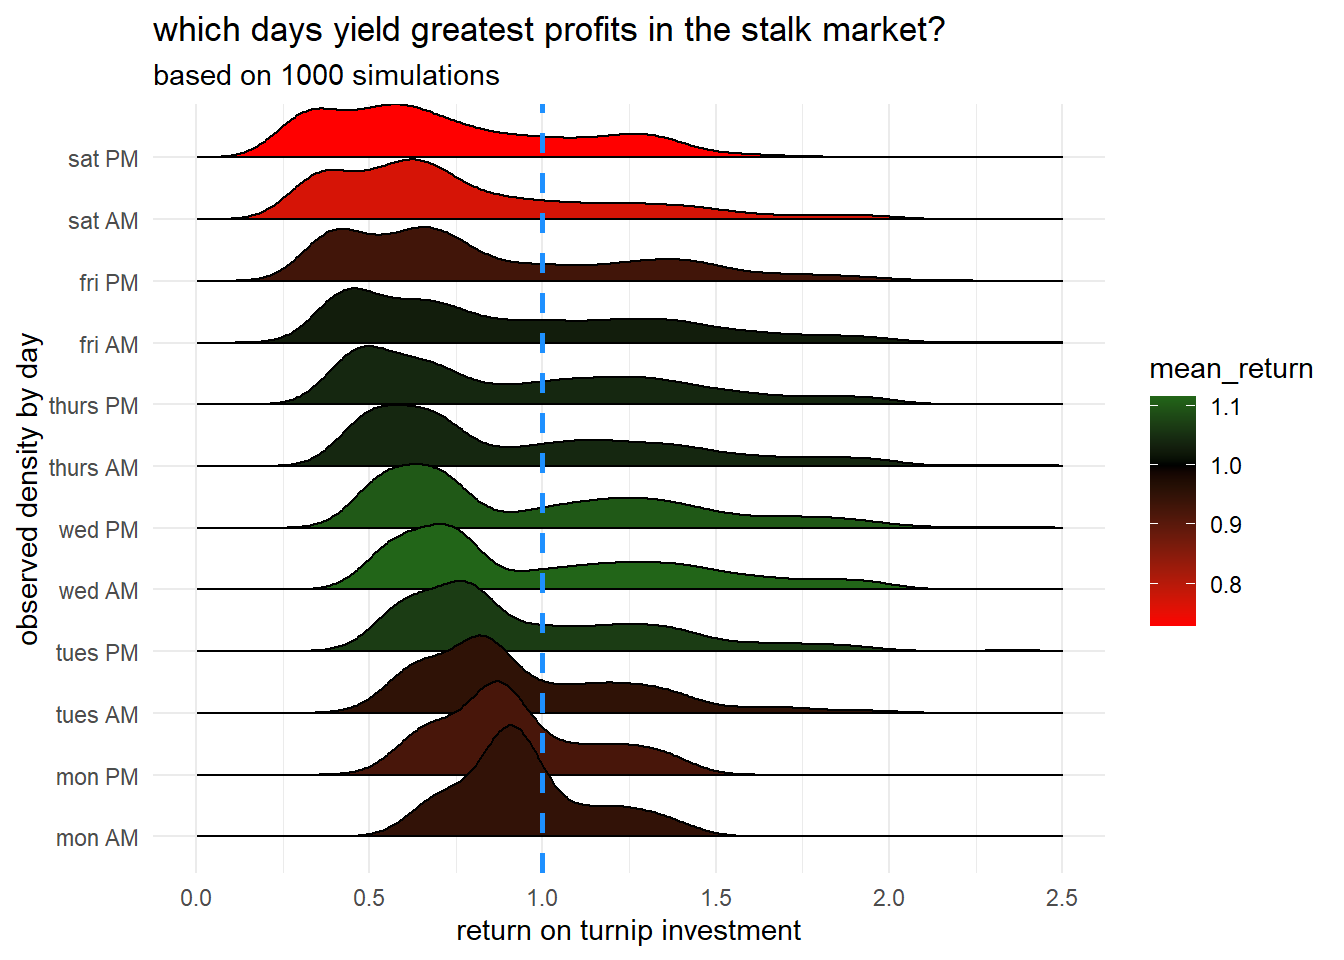 which days yield greatest profits in the stalk market?
based on 1000 simulations
observed density by day
sat PM
sat AM
fri PM
fri AM
thurs PM
thurs AM
wed PM
wed AM
tues PM
tues AM
mon PM
mon AM
0.0 0.5 1.0 1.5 2.0 2.5
return on turnip investment
mean_return
1.1
1.0
0.9
0.8